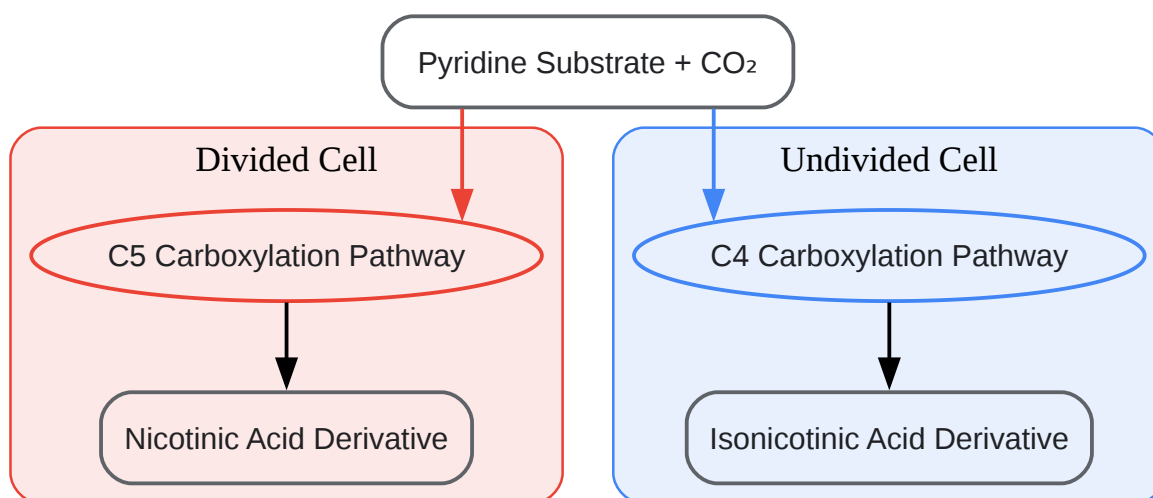 Pyridine Substrate + CO₂
Divided Cell
Undivided Cell
C5 Carboxylation Pathway
C4 Carboxylation Pathway
Nicotinic Acid Derivative
Isonicotinic Acid Derivative